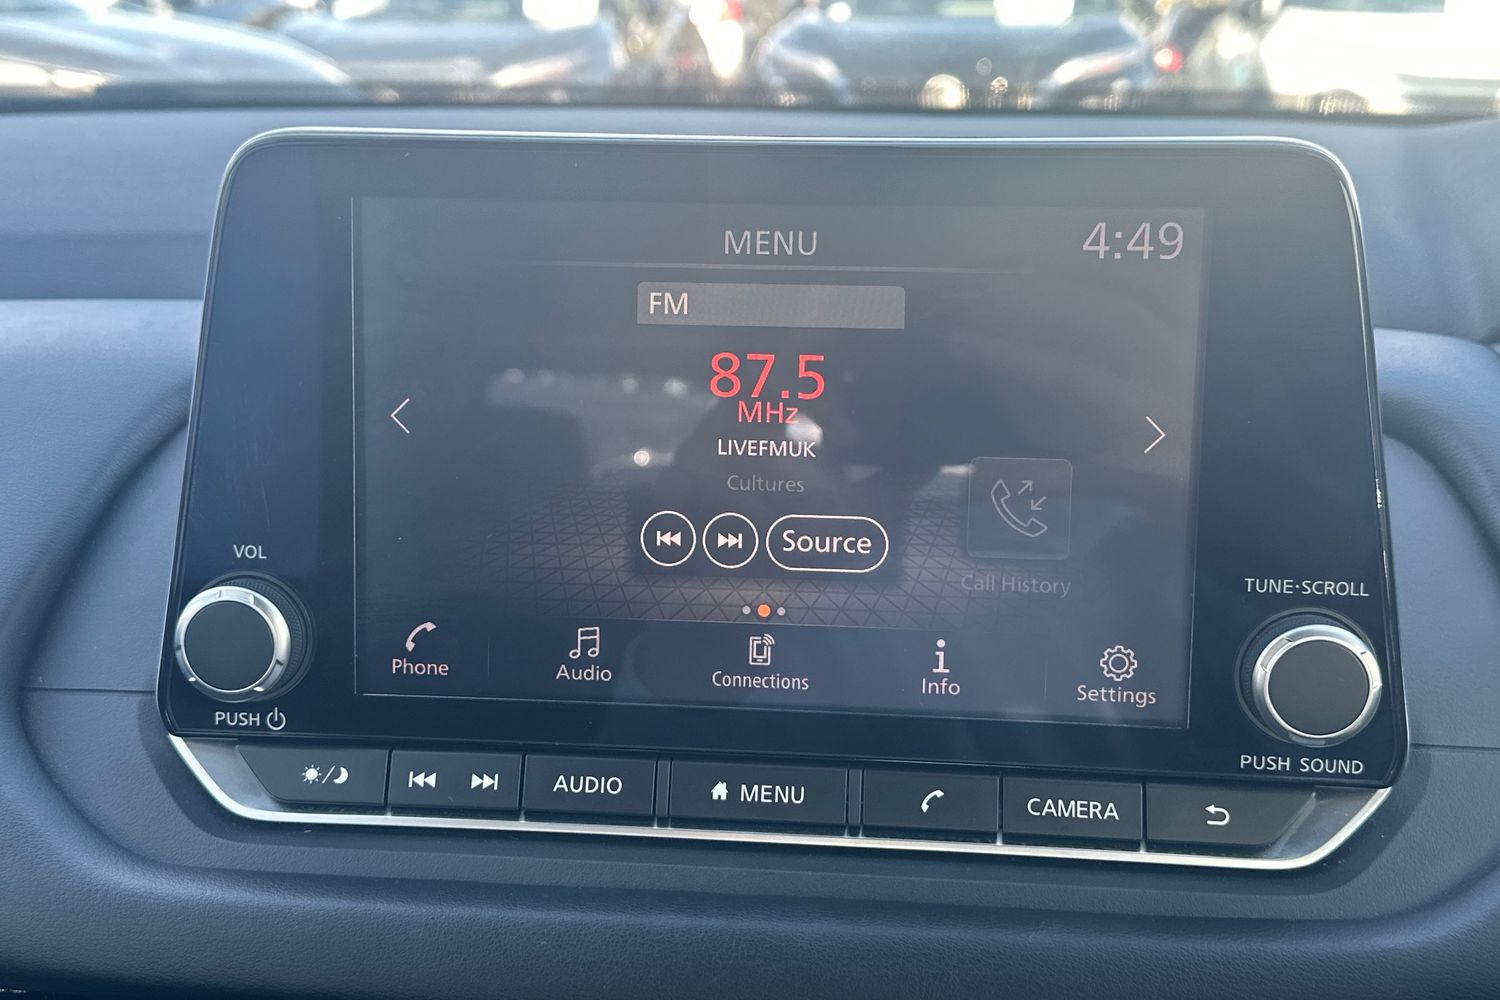 MENU
4:49
FM
87.5
MHz
LIVEFMUK
Cultures
Source
Call History
VOL
TUNE·SCROLL
Phone
Audio
Connections
Info
Settings
PUSH
PUSH SOUND
AUDIO
MENU
CAMERA